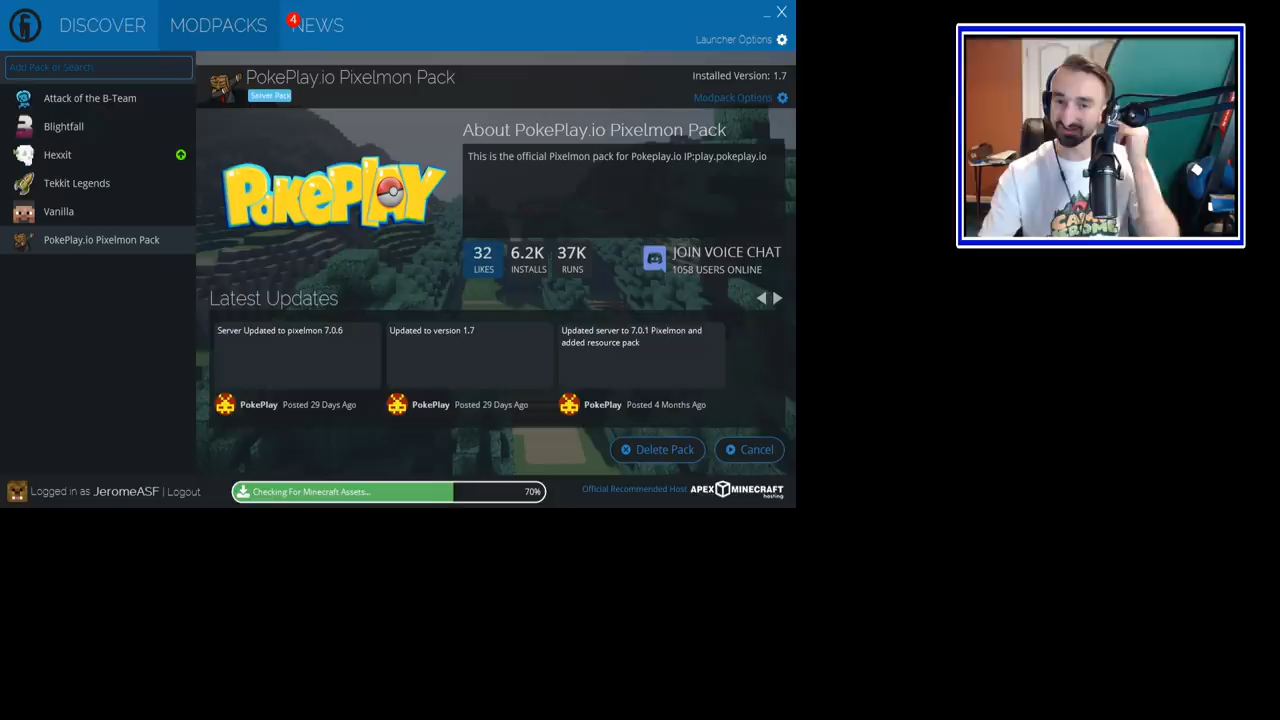 DISCOVER
MODPACKS
4
NEWS
Launcher Options
Add Pack or Search
Attack of the B-Team
Blightfall
Hexxit
Tekkit Legends
Vanilla
PokePlay.io Pixelmon Pack
PokePlay.io Pixelmon Pack
Server Pack
Installed Version: 1.7
Modpack Options
POKEPLAY
About PokePlay.io Pixelmon Pack
This is the official Pixelmon pack for Pokeplay.io IP:play.pokeplay.io
32
LIKES
6.2K
INSTALLS
37K
RUNS
JOIN VOICE CHAT
1058 USERS ONLINE
Latest Updates
Server Updated to pixelmon 7.0.6
PokePlay Posted 29 Days Ago
Updated to version 1.7
PokePlay Posted 29 Days Ago
Updated server to 7.0.1 Pixelmon and
added resource pack
PokePlay Posted 4 Months Ago
Delete Pack
Cancel
Logged in as JeromeASF | Logout
Checking For Minecraft Assets...
70%
Official Recommended Host
APEX MINECRAFT
hosting